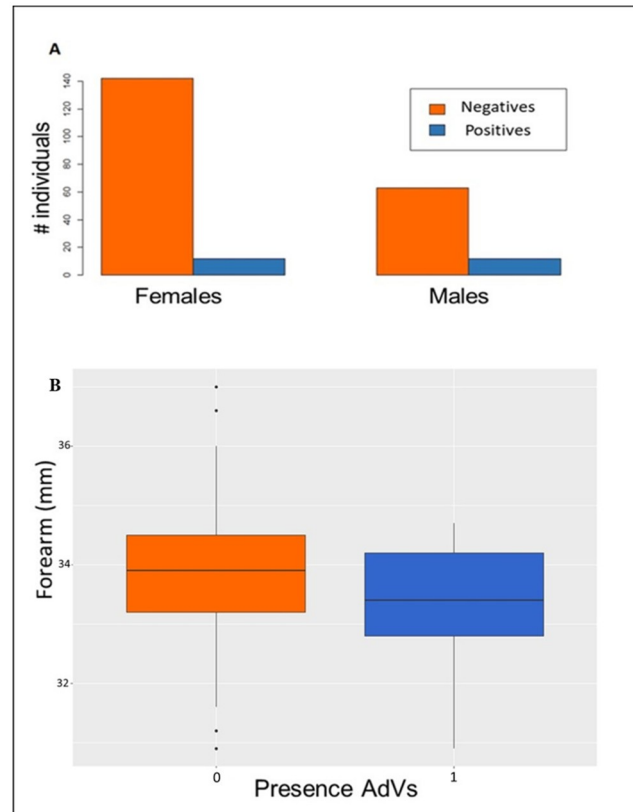 A
# individuals
140
120
100
80
60
40
20
0
Negatives
Positives
Females
Males
B
Forearm (mm)
36
34
32
0
1
Presence AdVs